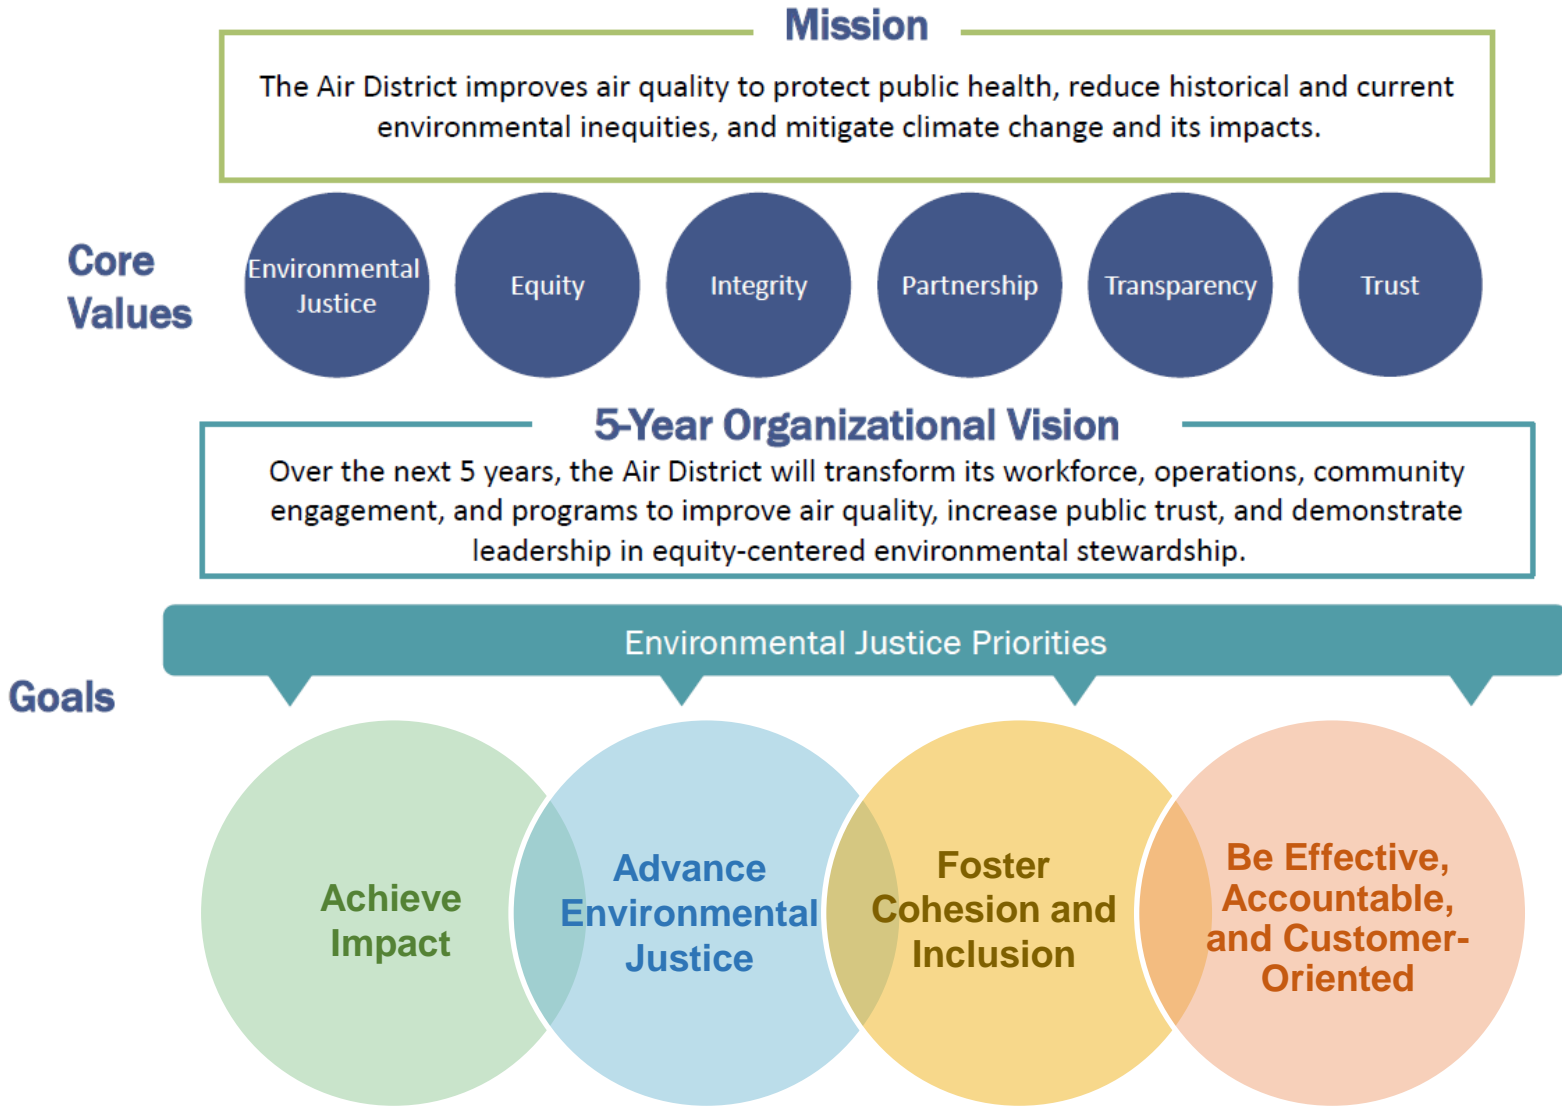 Mission
The Air District improves air quality to protect public health, reduce historical and current
environmental inequities, and mitigate climate change and its impacts.
Core
Values
Environmental
Justice
Equity
Integrity
Partnership
Transparency
Trust
5-Year Organizational Vision
Over the next 5 years, the Air District will transform its workforce, operations, community
engagement, and programs to improve air quality, increase public trust, and demonstrate
leadership in equity-centered environmental stewardship.
Environmental Justice Priorities
Goals
Achieve
Impact
Advance
Environmental
Justice
Foster
Cohesion and
Inclusion
Be Effective,
Accountable,
and Customer-
Oriented